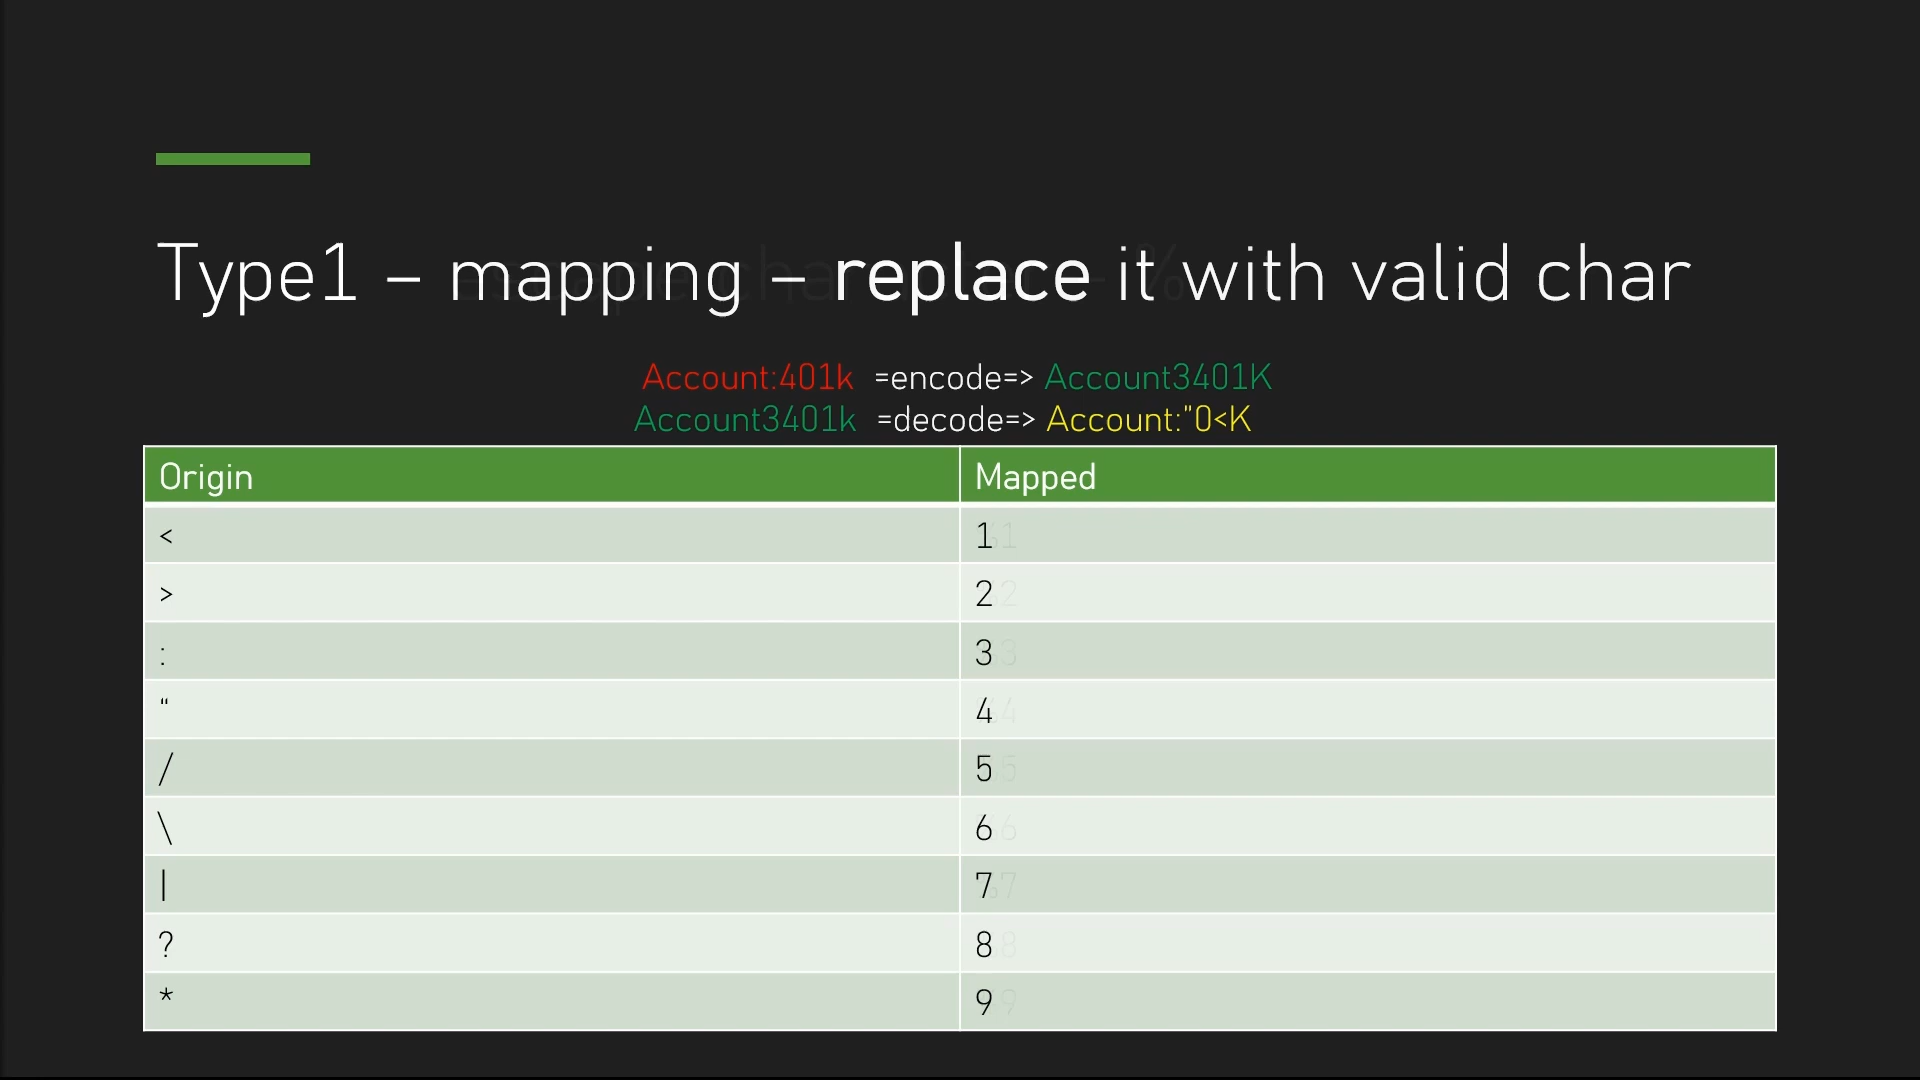 Type1 – mapping – replace it with valid char
Account:401k =encode=> Account3401K
Account3401k =decode=> Account:"0<K
Origin Mapped
< 1
> 2
: 3
“ 4
/ 5
\ 6
| 7
? 8
* 9